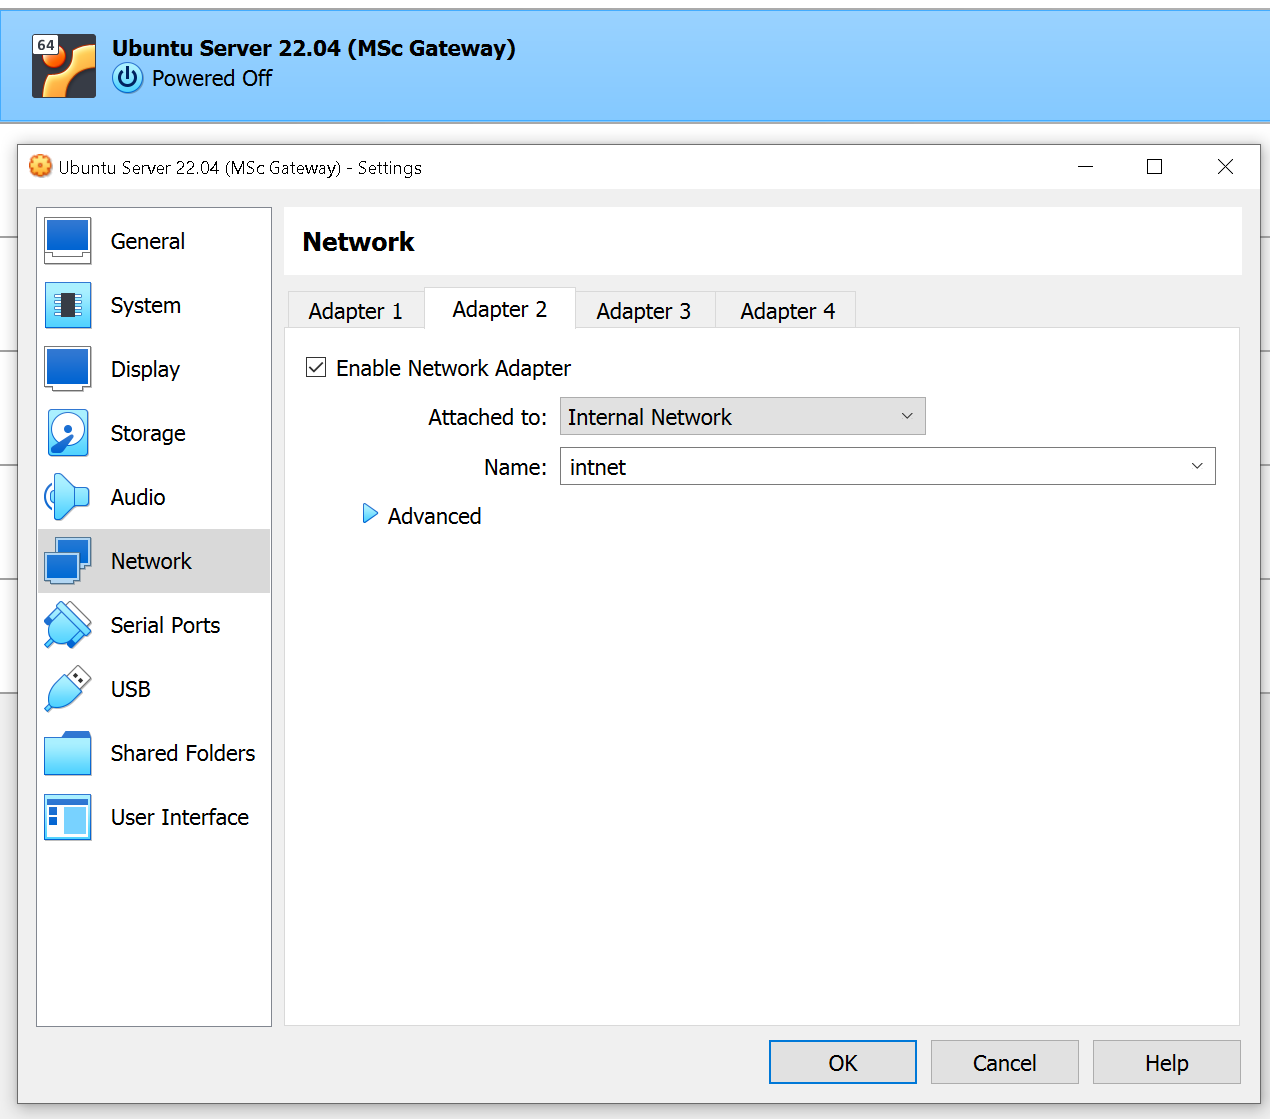 64
Ubuntu Server 22.04 (MSc Gateway)
Powered Off
Ubuntu Server 22.04 (MSc Gateway) - Settings
General
System
Display
Storage
Audio
Network
Serial Ports
USB
Shared Folders
User Interface
Network
Adapter 1 Adapter 2 Adapter 3 Adapter 4
Enable Network Adapter
Attached to: Internal Network
Name: intnet
Advanced
OK Cancel Help